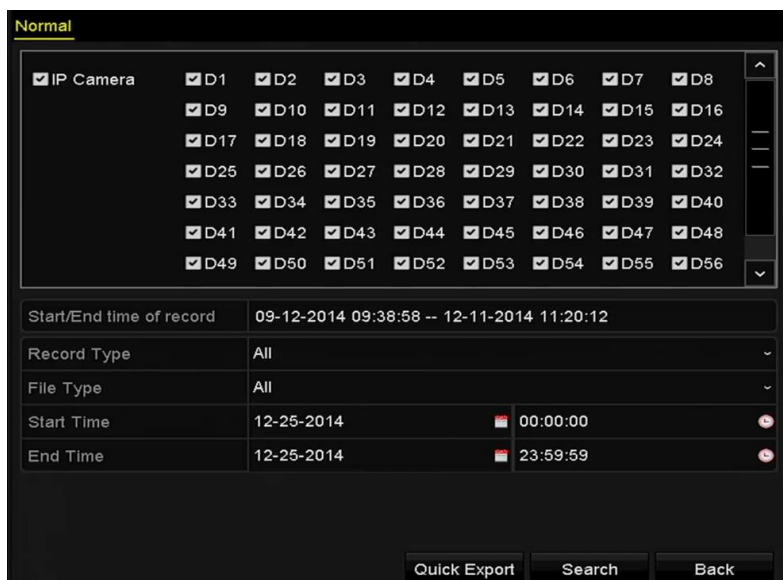 Normal
IP Camera D1 D2 D3 D4 D5 D6 D7 D8
D9 D10 D11 D12 D13 D14 D15 D16
D17 D18 D19 D20 D21 D22 D23 D24
D25 D26 D27 D28 D29 D30 D31 D32
D33 D34 D35 D36 D37 D38 D39 D40
D41 D42 D43 D44 D45 D46 D47 D48
D49 D50 D51 D52 D53 D54 D55 D56
Start/End time of record 09-12-2014 09:38:58 -- 12-11-2014 11:20:12
Record Type All
File Type All
Start Time 12-25-2014 00:00:00
End Time 12-25-2014 23:59:59
Quick Export Search Back